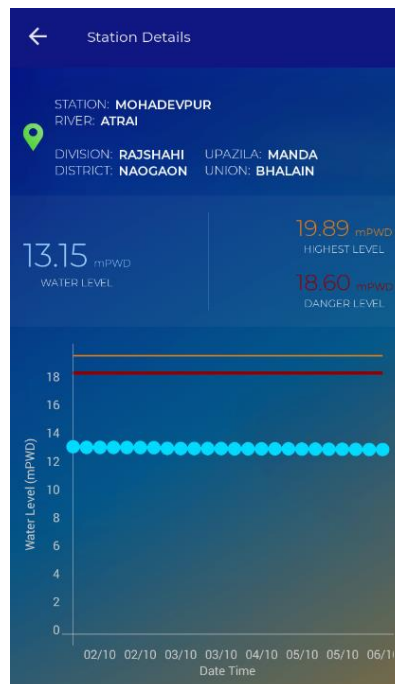 Station Details
STATION: MOHADEVPUR
RIVER: ATRAI
DIVISION: RAJSHAHI UPAZILA: MANDA
DISTRICT: NAOGAON UNION: BHALAIN
13.15 mPWD
WATER LEVEL
19.89 mPWD
HIGHEST LEVEL
18.60 mPWD
DANGER LEVEL
Water Level (mPWD)
18
16
14
12
10
8
6
4
2
0
02/10 02/10 03/10 03/10 04/10 05/10 05/10
Date Time